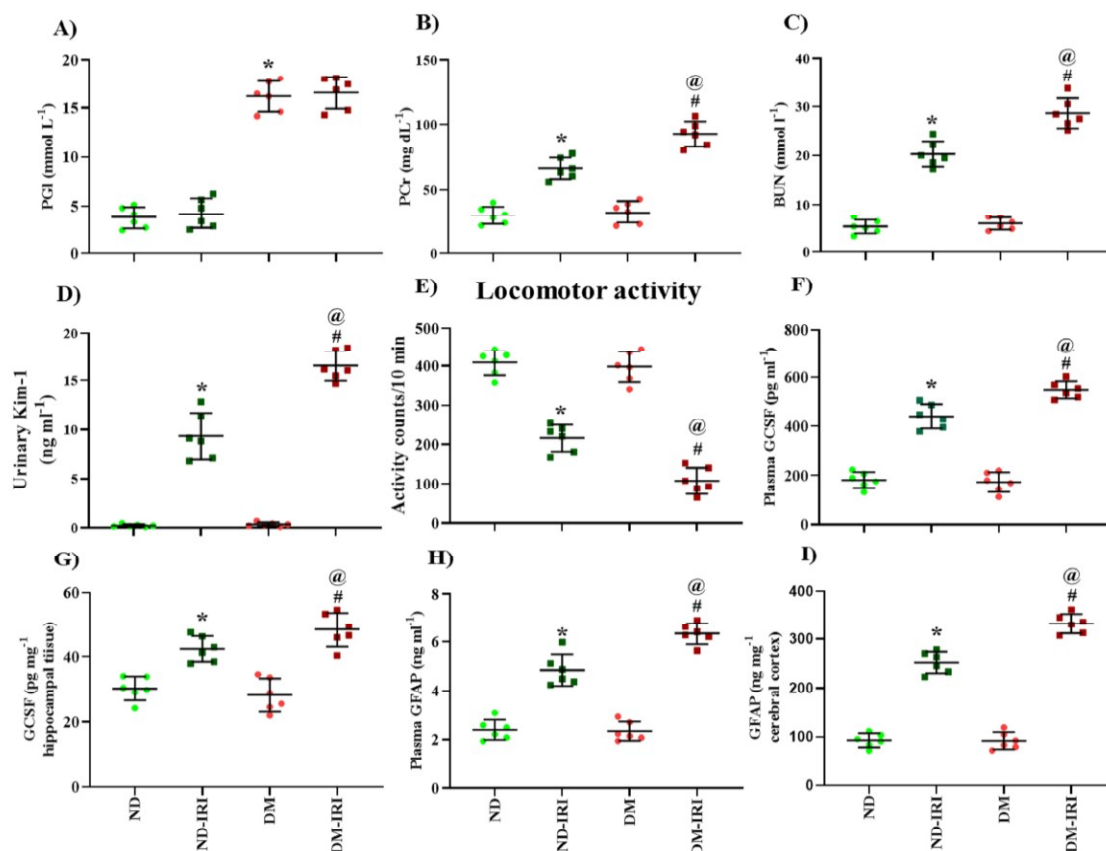 A)
PGl (mmol L⁻¹)
20
15
10
5
0
*
B)
PCr (mg dL⁻¹)
150
100
50
0
*
@
#
C)
BUN (mmol l⁻¹)
40
30
20
10
0
*
@
#
D)
Urinary Kim-1
(ng ml⁻¹)
20
15
10
5
0
*
@
#
E)
Locomotor activity
Activity counts/10 min
500
400
300
200
100
0
*
@
#
F)
Plasma GCSF (pg ml⁻¹)
800
600
400
200
0
*
@
#
G)
GCSF (pg mg⁻¹
hippocampal tissue)
60
40
20
0
*
@
#
ND
ND-IRI
DM
DM-IRI
H)
Plasma GFAP (ng ml⁻¹)
8
6
4
2
0
*
@
#
ND
ND-IRI
DM
DM-IRI
I)
GFAP (ng mg⁻¹
cerebral cortex)
400
300
200
100
0
*
@
#
ND
ND-IRI
DM
DM-IRI